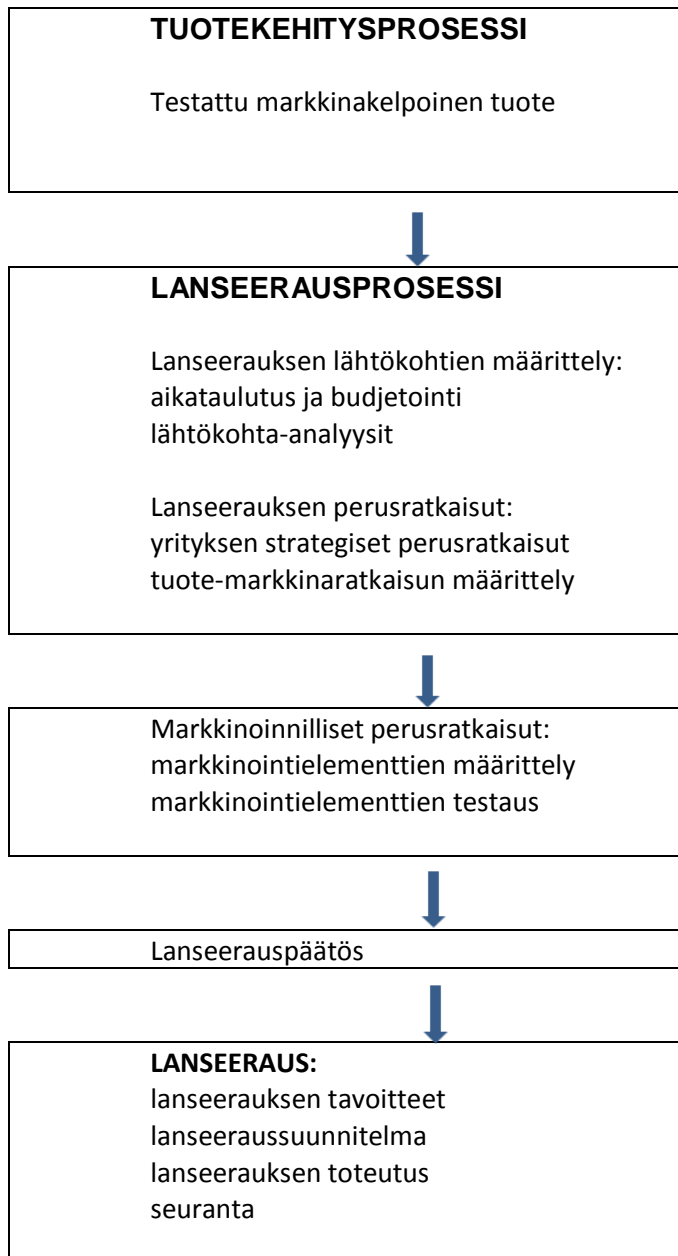 TUOTEKEHITYSPROSESSI
Testattu markkinakelpoinen tuote
LANSEERAUSPROSESSI
Lanseerauksen lähtökohtien määrittely:
aikataulutus ja budjetointi
lähtökohta-analyysit
Lanseerauksen perusratkaisut:
yrityksen strategiset perusratkaisut
tuote-markkinaratkaisun määrittely
Markkinoinnilliset perusratkaisut:
markkinointielementtien määrittely
markkinointielementtien testaus
Lanseerauspäätös
LANSEERAUS:
lanseerauksen tavoitteet
lanseeraussuunnitelma
lanseerauksen toteutus
seuranta